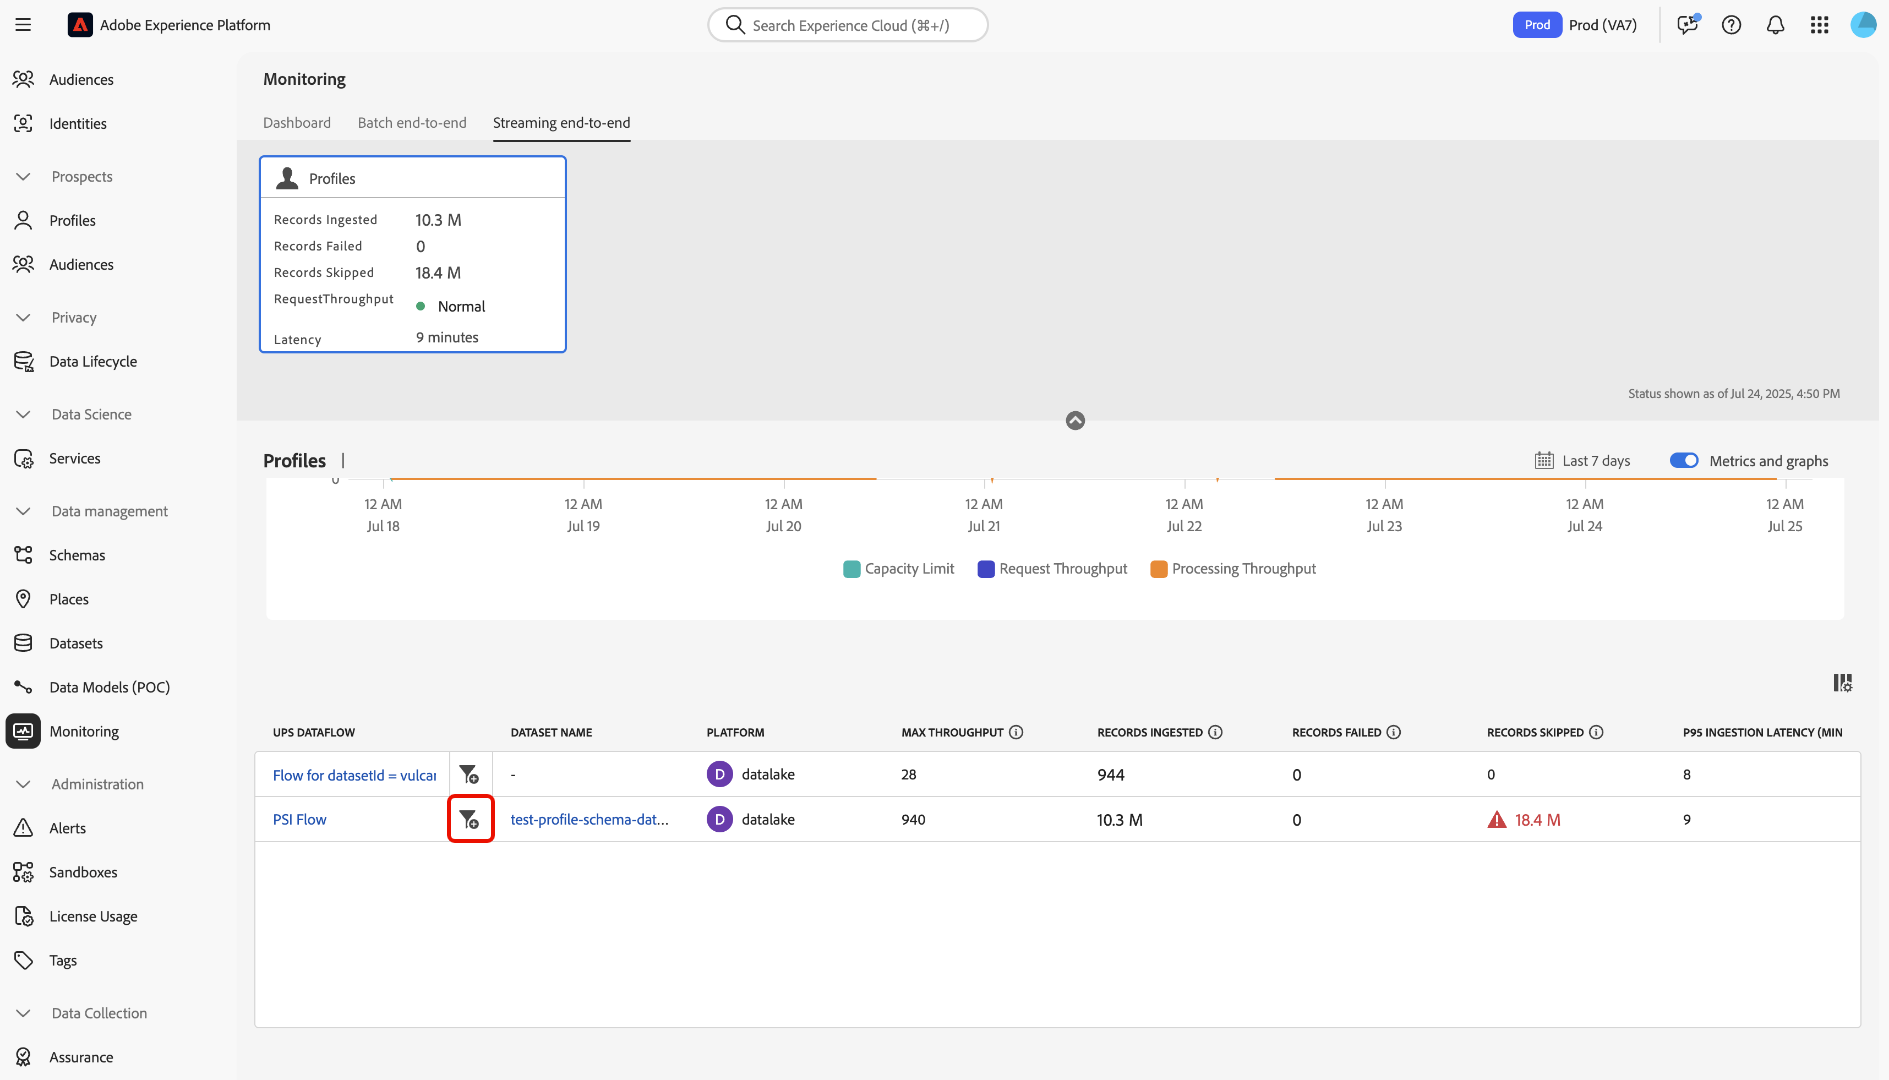 Adobe Experience Platform
Search Experience Cloud (⌘+/)
Prod
Prod (VA7)
Audiences
Identities
Prospects
Profiles
Audiences
Privacy
Data Lifecycle
Data Science
Services
Data management
Schemas
Places
Datasets
Data Models (POC)
Monitoring
Administration
Alerts
Sandboxes
License Usage
Tags
Data Collection
Assurance
Monitoring
Dashboard
Batch end-to-end
Streaming end-to-end
Profiles
Records Ingested 10.3 M
Records Failed 0
Records Skipped 18.4 M
RequestThroughput Normal
Latency 9 minutes
Status shown as of Jul 24, 2025, 4:50 PM
Profiles |
Last 7 days
Metrics and graphs
0
12 AM 12 AM 12 AM 12 AM 12 AM 12 AM 12 AM 12 AM
Jul 18 Jul 19 Jul 20 Jul 21 Jul 22 Jul 23 Jul 24 Jul 25
Capacity Limit Request Throughput Processing Throughput
UPS DATAFLOW DATASET NAME PLATFORM MAX THROUGHPUT RECORDS INGESTED RECORDS FAILED RECORDS SKIPPED P95 INGESTION LATENCY (MIN
Flow for datasetId = vulcar - D datalake 28 944 0 0 8
PSI Flow test-profile-schema-dat... D datalake 940 10.3 M 0 18.4 M 9